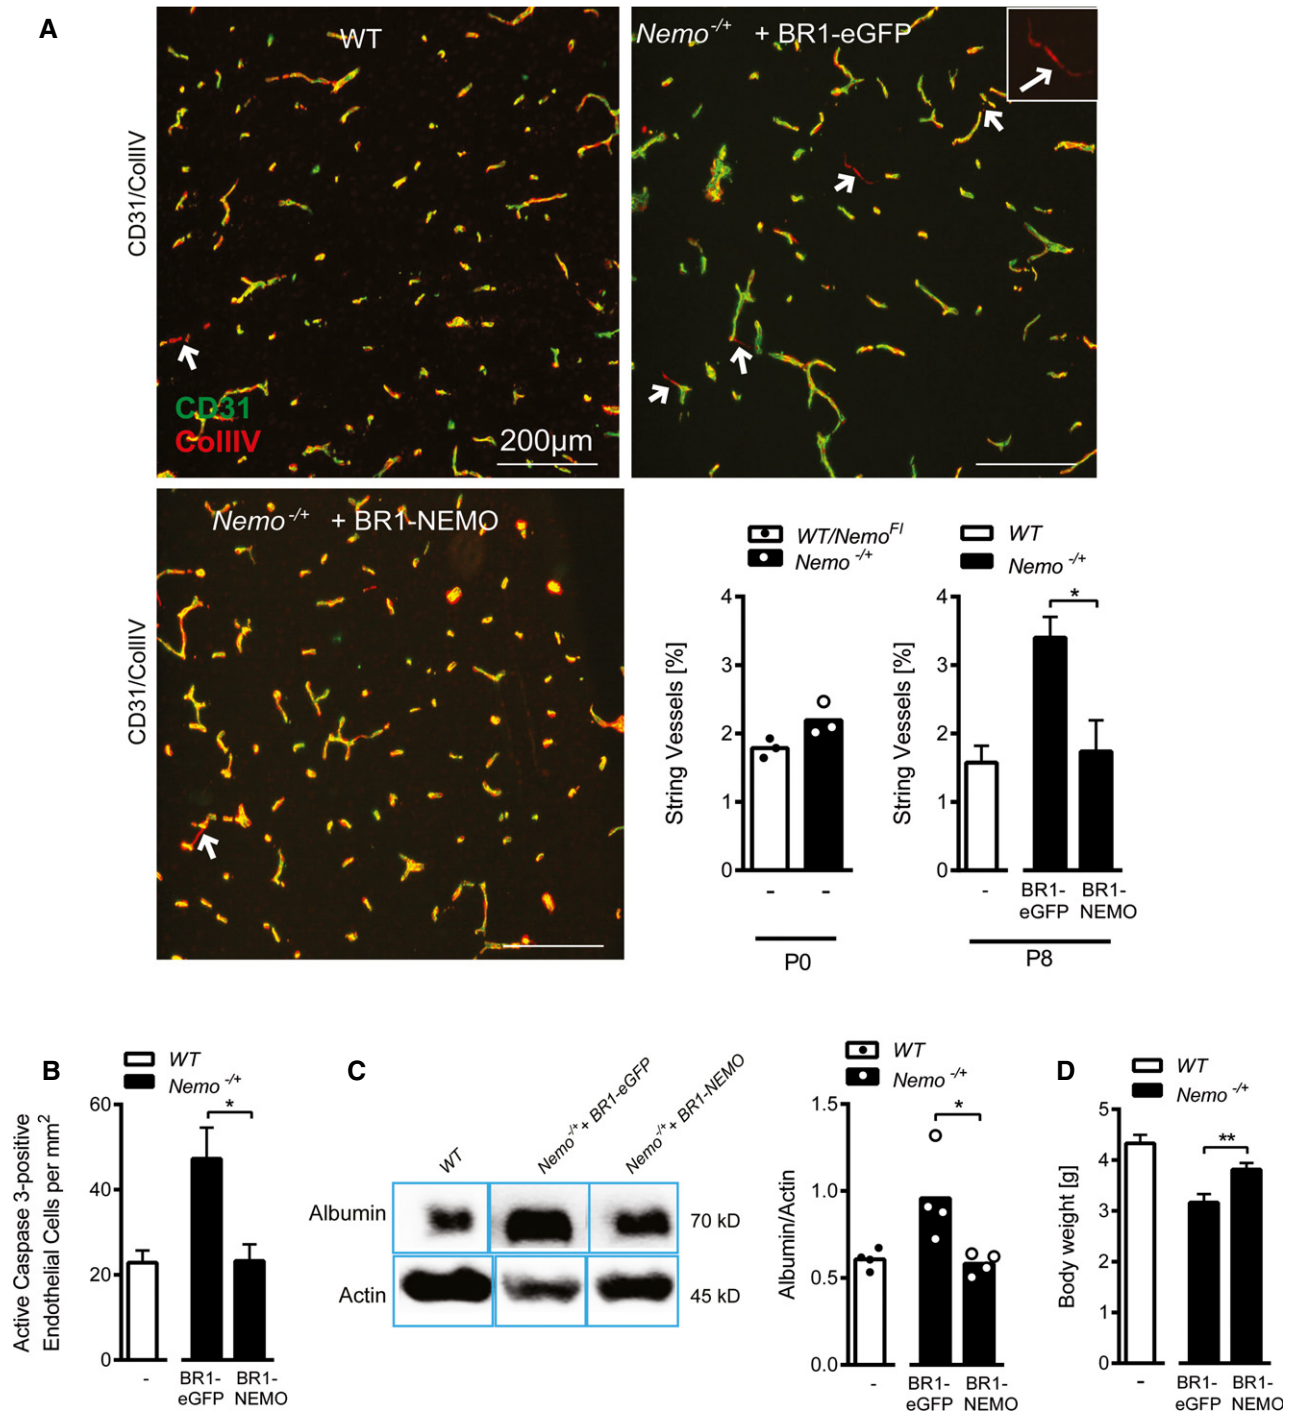 A
WT
Nemo -/+ + BR1-eGFP
CD31/ColIV
CD31
ColIIV
200µm
Nemo -/+ + BR1-NEMO
CD31/ColIV
WT/Nemo Fl
Nemo -/+
String Vessels [%]
4
3
2
1
0
- -
P0
WT
Nemo -/+
String Vessels [%]
4
3
2
1
0
*
- BR1-eGFP BR1-NEMO
P8
B
WT
Nemo -/+
Active Caspase 3-positive
Endothelial Cells per mm2
60
40
20
0
*
- BR1-eGFP BR1-NEMO
C
WT
Nemo-/+ + BR1-eGFP
Nemo-/+ + BR1-NEMO
Albumin
70 kD
Actin
45 kD
WT
Nemo -/+
Albumin/Actin
1.5
1.0
0.5
0.0
*
- BR1-eGFP BR1-NEMO
D
WT
Nemo -/+
Body weight [g]
5
4
3
2
1
0
**
- BR1-eGFP BR1-NEMO